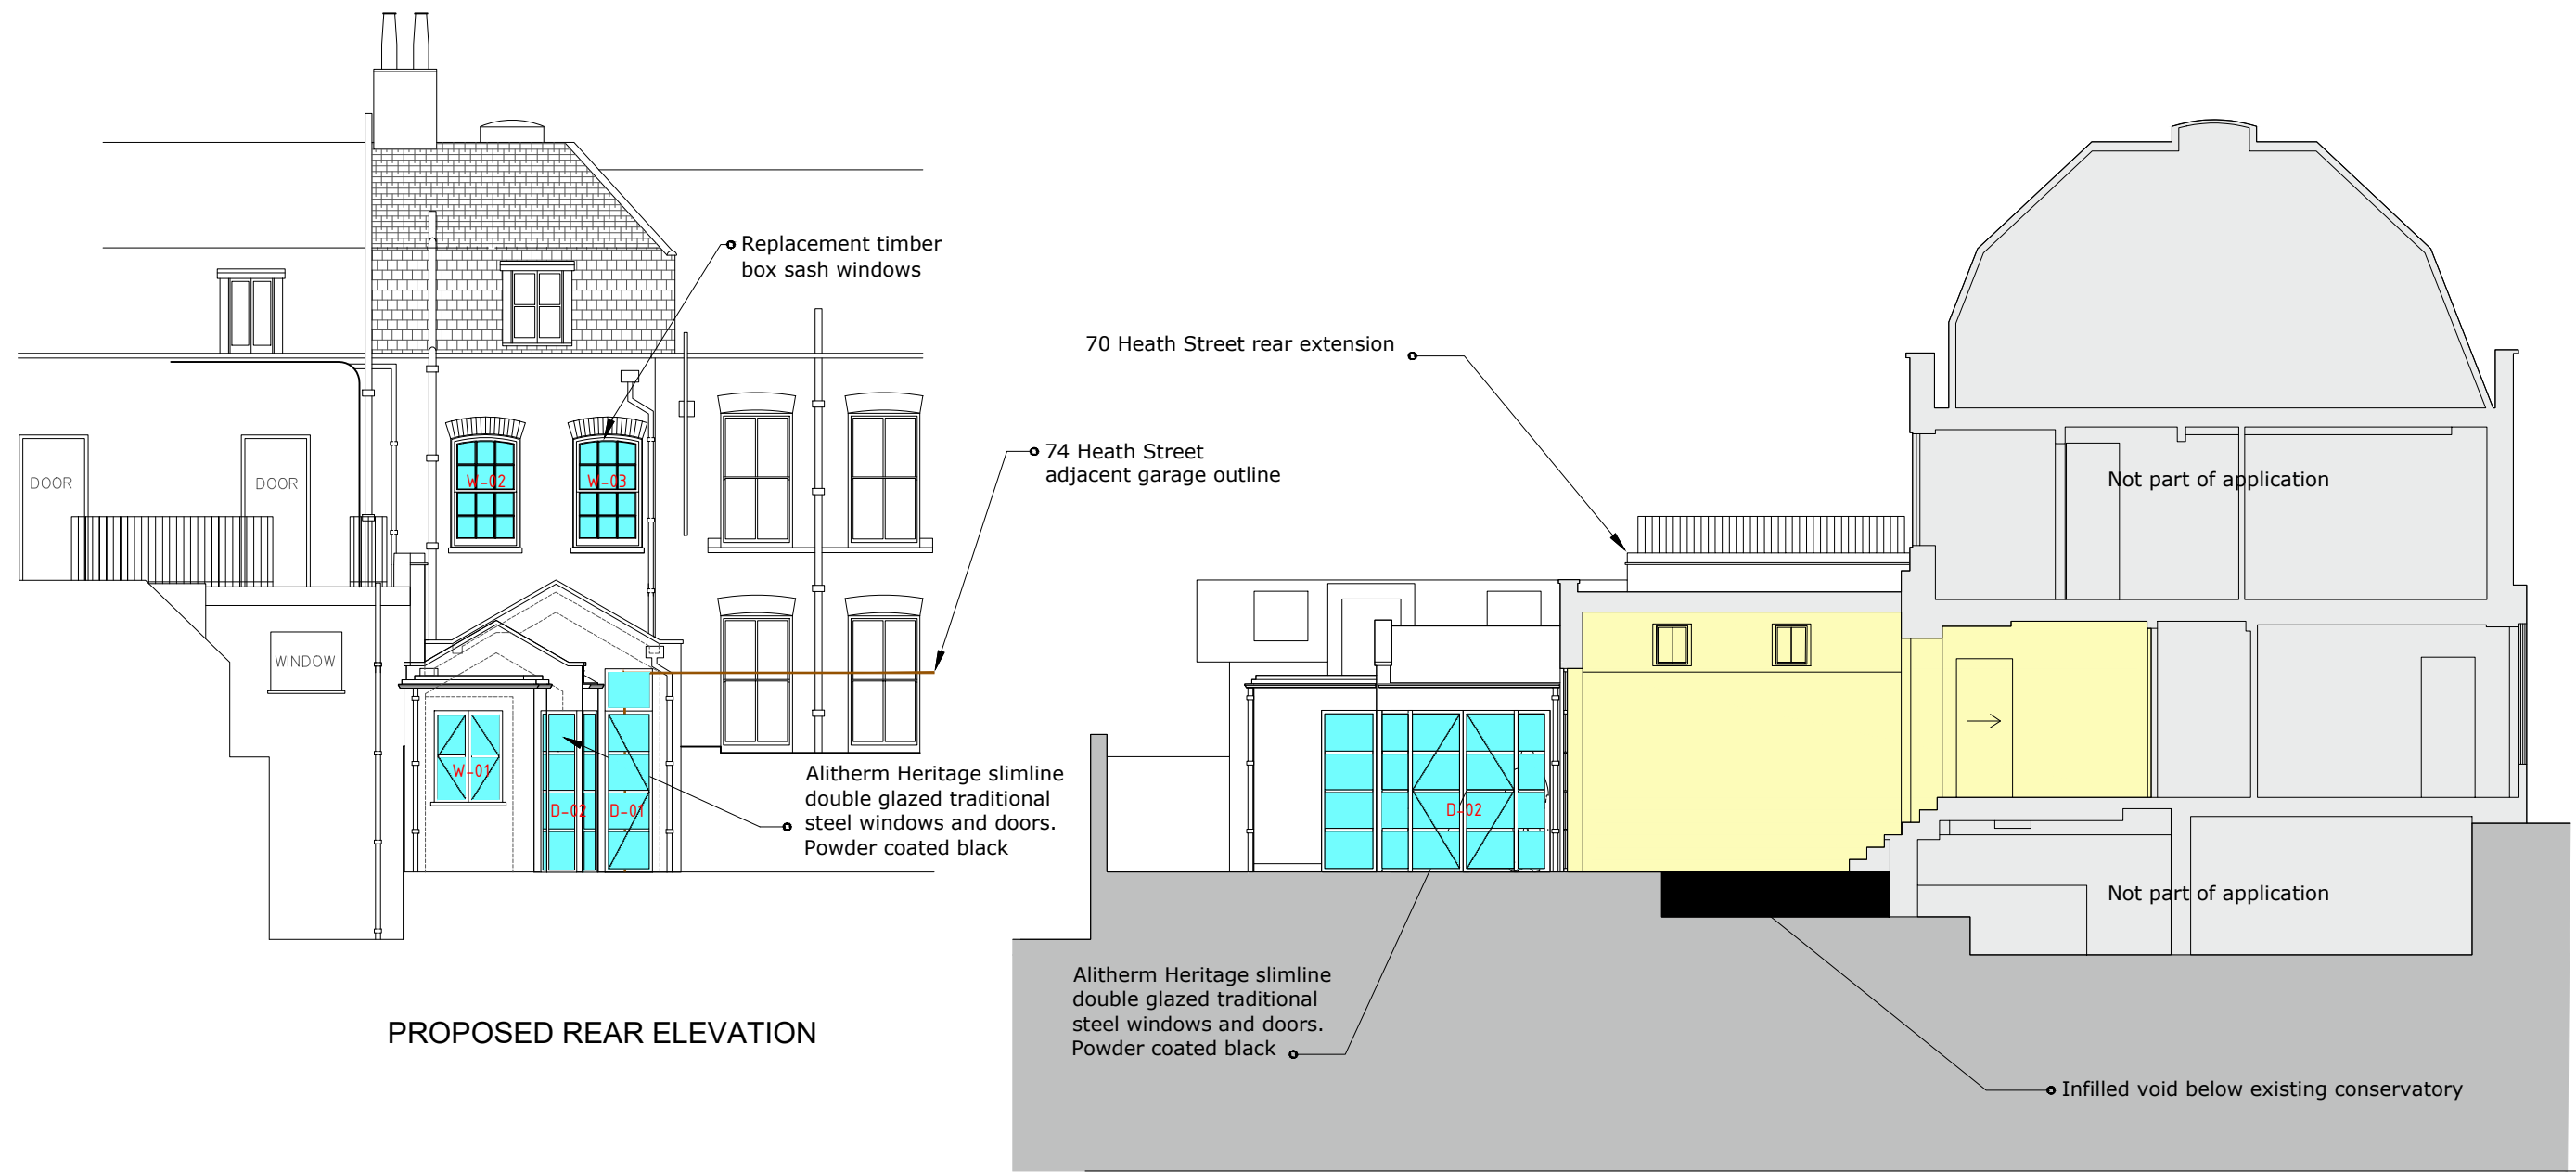 Replacement timber
box sash windows
70 Heath Street rear extension
74 Heath Street
adjacent garage outline
DOOR
DOOR
W-02
W-03
Not part of application
WINDOW
W-01
D-02
D-01
Alitherm Heritage slimline
double glazed traditional
steel windows and doors.
Powder coated black
D-02
Not part of application
Alitherm Heritage slimline
double glazed traditional
steel windows and doors.
Powder coated black
PROPOSED REAR ELEVATION
Infilled void below existing conservatory